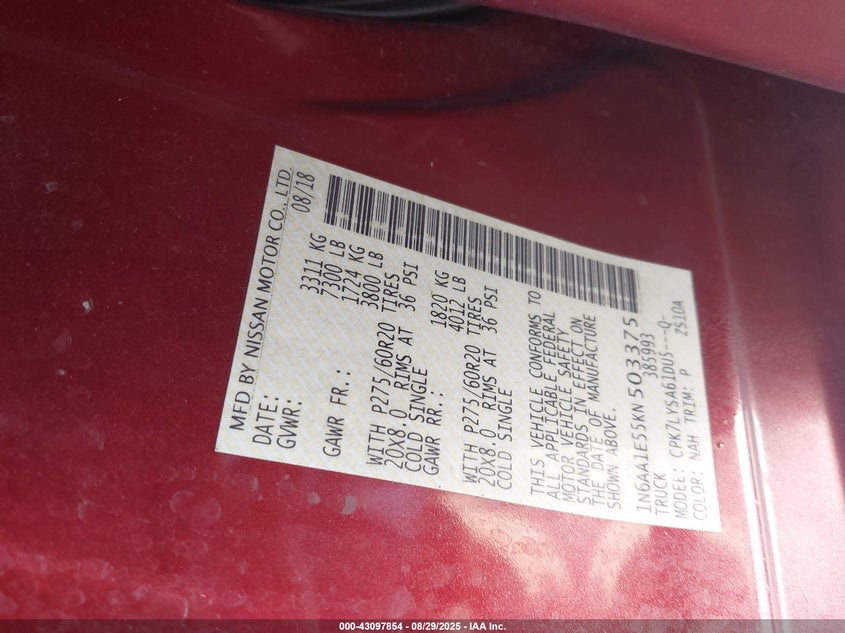 MFD BY NISSAN MOTOR CO., LTD.
DATE: 08/18
GVWR: 3311 KG
7300 LB
GAWR FR.: 1724 KG
3800 LB
WITH P275/60R20 TIRES
20X8.0 RIMS AT 36 PSI
COLD SINGLE
GAWR RR.: 1820 KG
4012 LB
WITH P275/60R20 TIRES
20X8.0 RIMS AT 36 PSI
COLD SINGLE
THIS VEHICLE CONFORMS TO
ALL APPLICABLE FEDERAL
MOTOR VEHICLE SAFETY
STANDARDS IN EFFECT ON
THE DATE OF MANUFACTURE
SHOWN ABOVE.
1N6AA1E55KN503375
TRUCK 385993
MODEL: CPK7LYSA61DU5---Q-
COLOR: NAH TRIM: P ZS10A
000-43097854 | 08/29/2025 - IAA Inc.